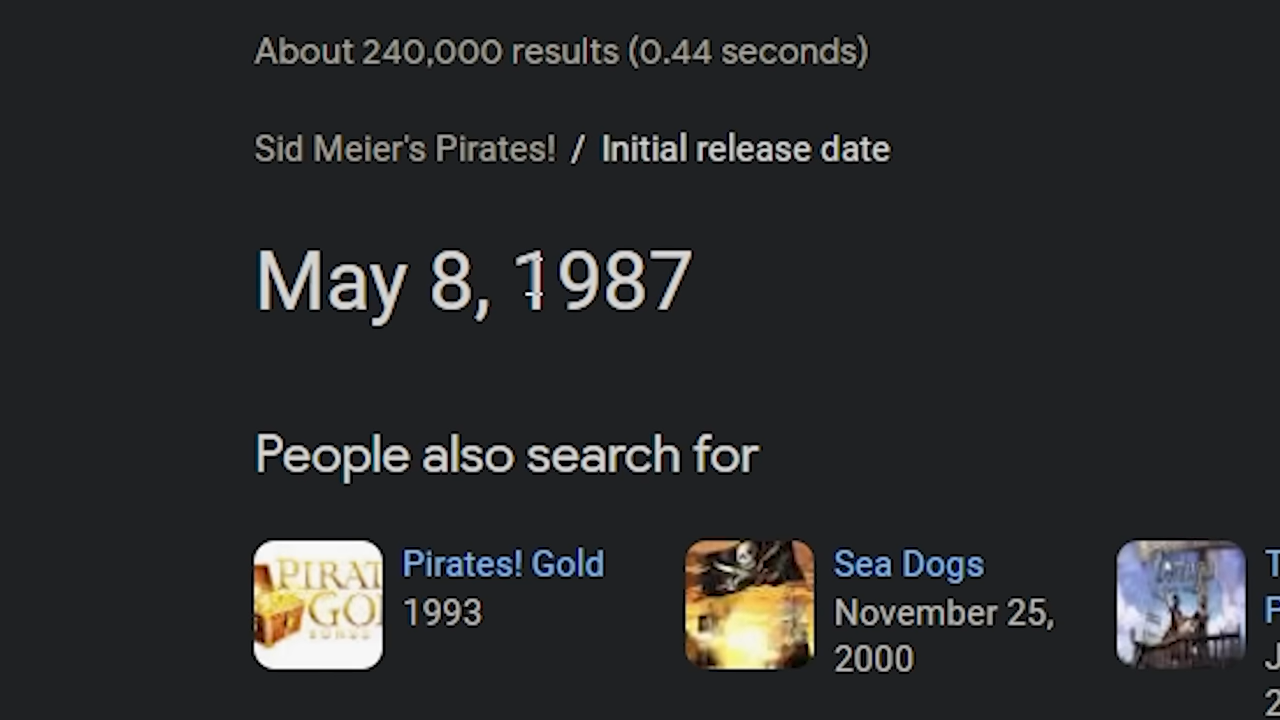 About 240,000 results (0.44 seconds)
Sid Meier's Pirates! / Initial release date
May 8, 1987
People also search for
Pirates! Gold
1993
Sea Dogs
November 25,
2000